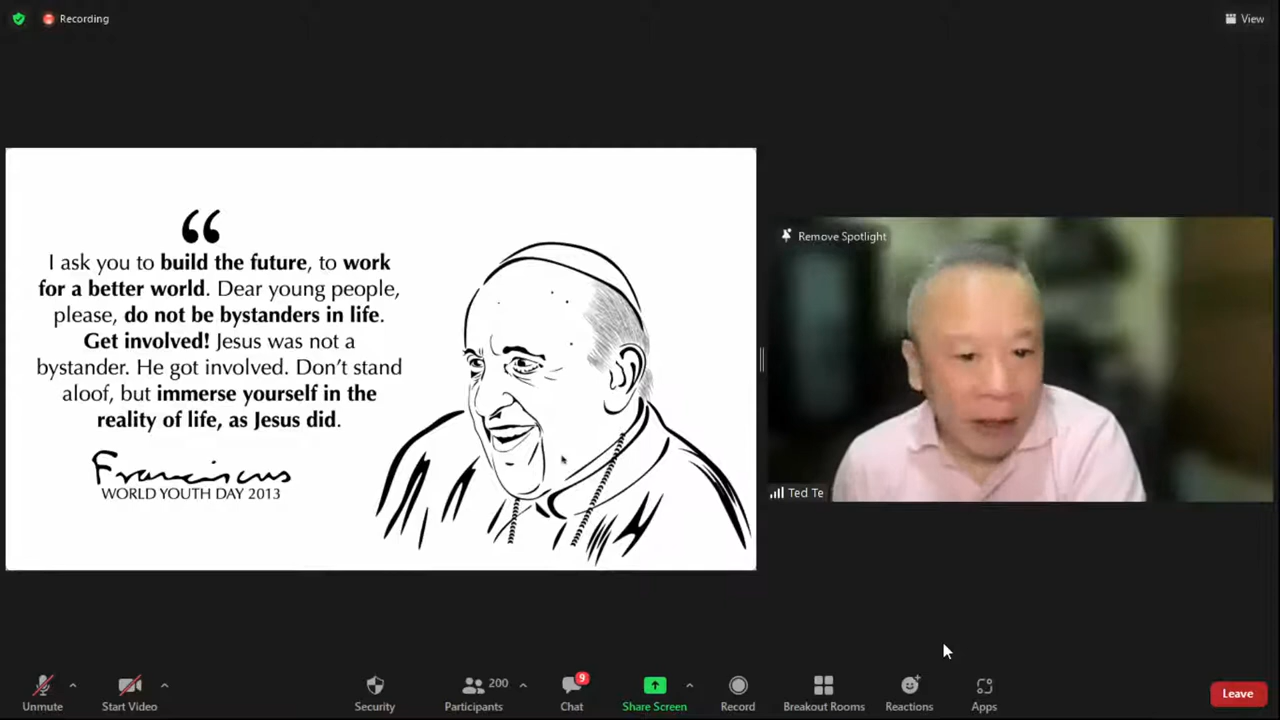 Recording
View
“
I ask you to build the future, to work
for a better world. Dear young people,
please, do not be bystanders in life.
Get involved! Jesus was not a
bystander. He got involved. Don’t stand
aloof, but immerse yourself in the
reality of life, as Jesus did.
Franciscus
WORLD YOUTH DAY 2013
Remove Spotlight
Ted Te
Unmute
Start Video
Security
200
Participants
9
Chat
Share Screen
Record
Breakout Rooms
Reactions
Apps
Leave